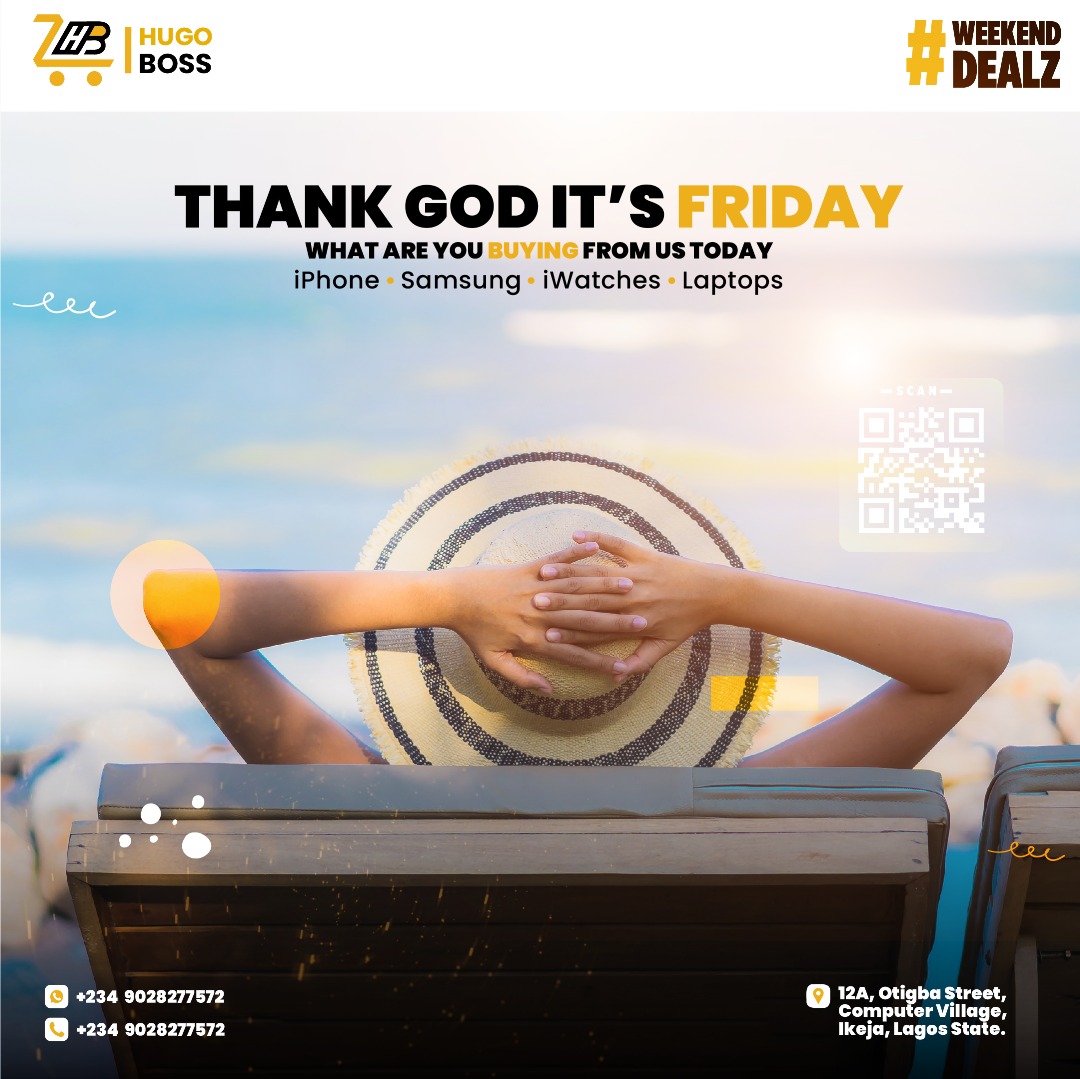 HB
HUGO
BOSS
#WEEKEND
DEALZ
THANK GOD IT’S FRIDAY
WHAT ARE YOU BUYING FROM US TODAY
iPhone • Samsung • iWatches • Laptops
SCAN
+234 9028277572
+234 9028277572
12A, Otigba Street,
Computer Village,
Ikeja, Lagos State.